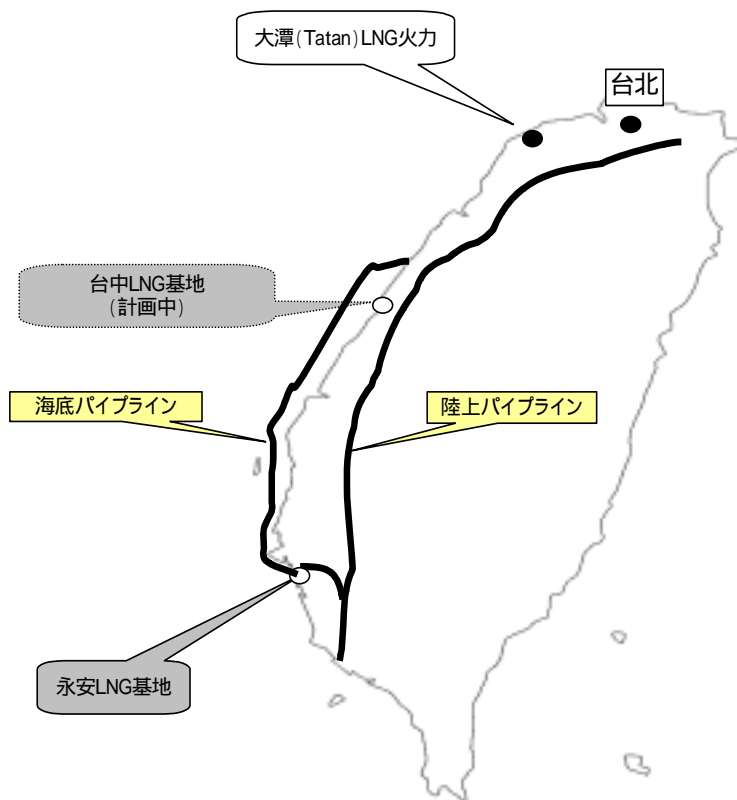 大潭(Tatan)LNG火力
台北
台中LNG基地
(計画中)
海底パイプライン
陸上パイプライン
永安LNG基地